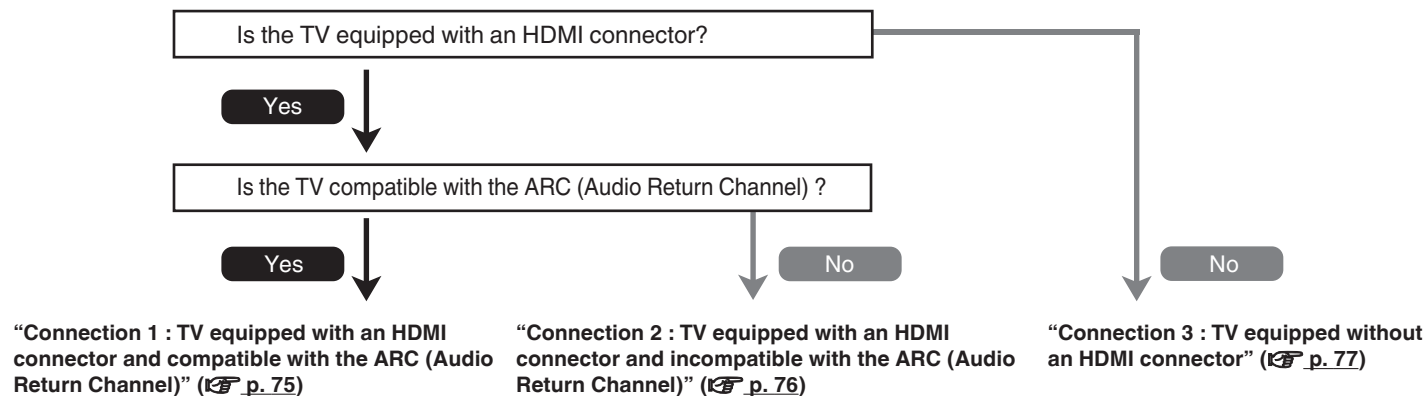 Is the TV equipped with an HDMI connector?
Yes
Is the TV compatible with the ARC (Audio Return Channel) ?
Yes
No
No
“Connection 1 : TV equipped with an HDMI
connector and compatible with the ARC (Audio
Return Channel)” (☞ p. 75)
“Connection 2 : TV equipped with an HDMI
connector and incompatible with the ARC (Audio
Return Channel)” (☞ p. 76)
“Connection 3 : TV equipped without
an HDMI connector” (☞ p. 77)